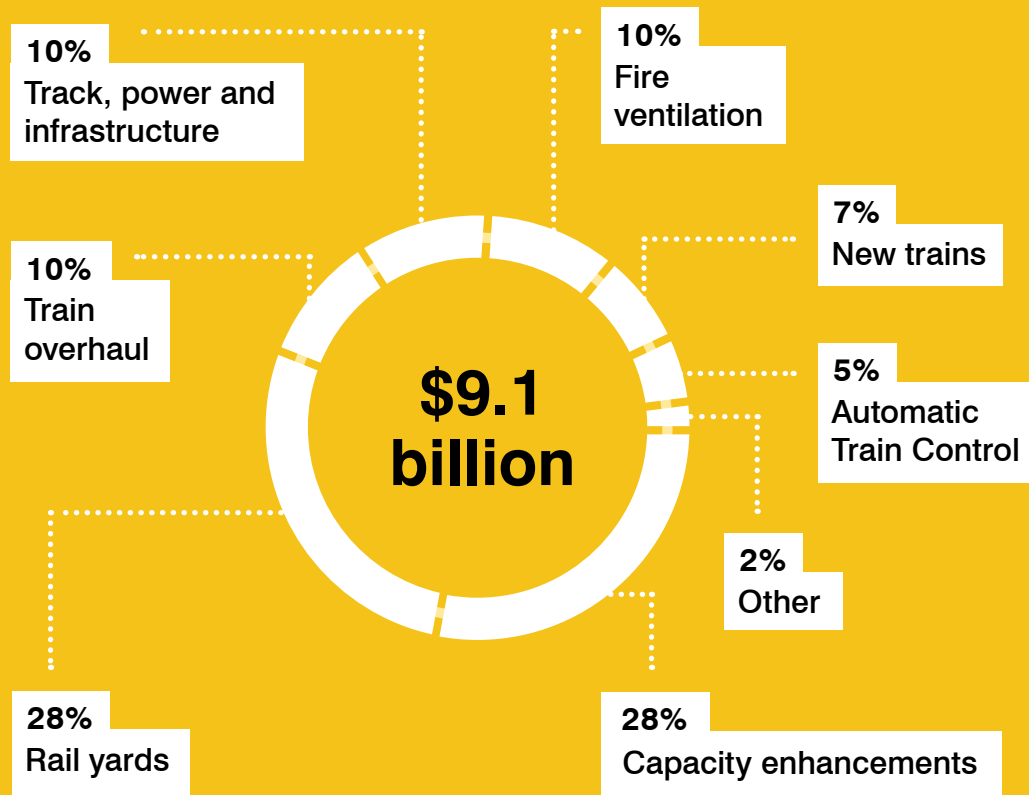 10%
Track, power and
infrastructure
10%
Fire
ventilation
7%
New trains
10%
Train
overhaul
5%
Automatic
Train Control
$9.1
billion
2%
Other
28%
Rail yards
28%
Capacity enhancements